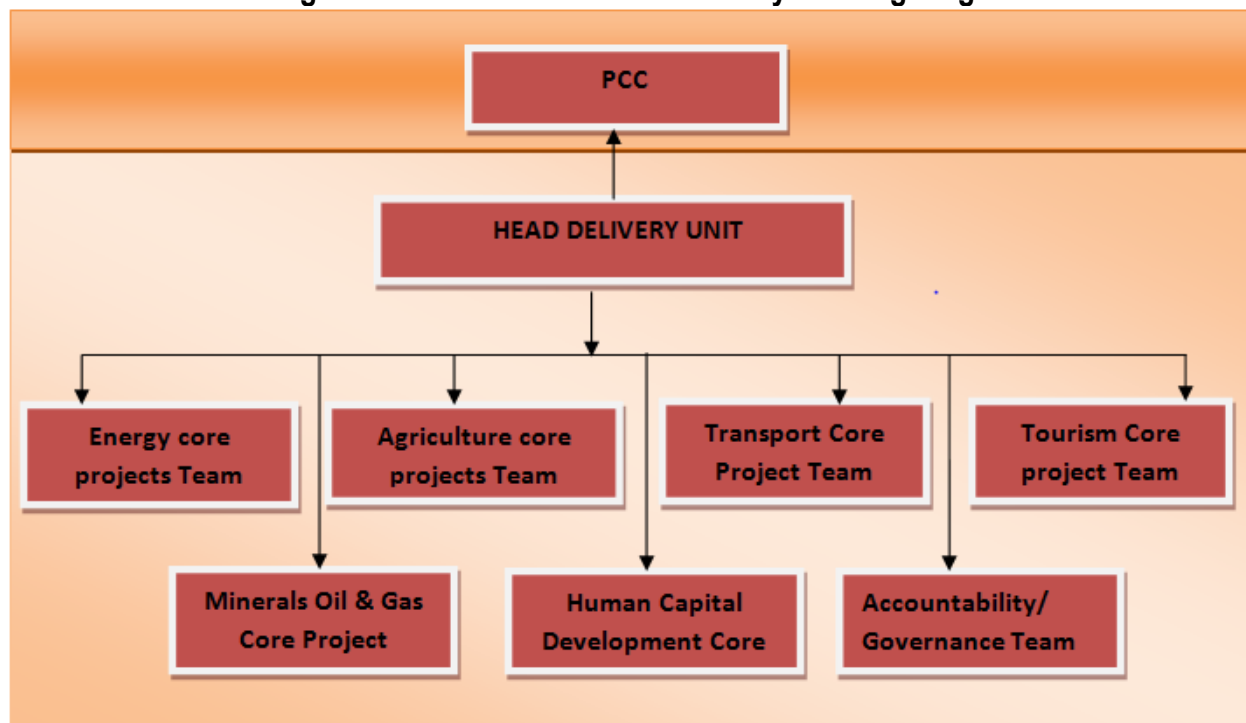 PCC
HEAD DELIVERY UNIT
Energy core
projects Team
Agriculture core
projects Team
Transport Core
Project Team
Tourism Core
project Team
Minerals Oil & Gas
Core Project
Human Capital
Development Core
Accountability/
Governance Team